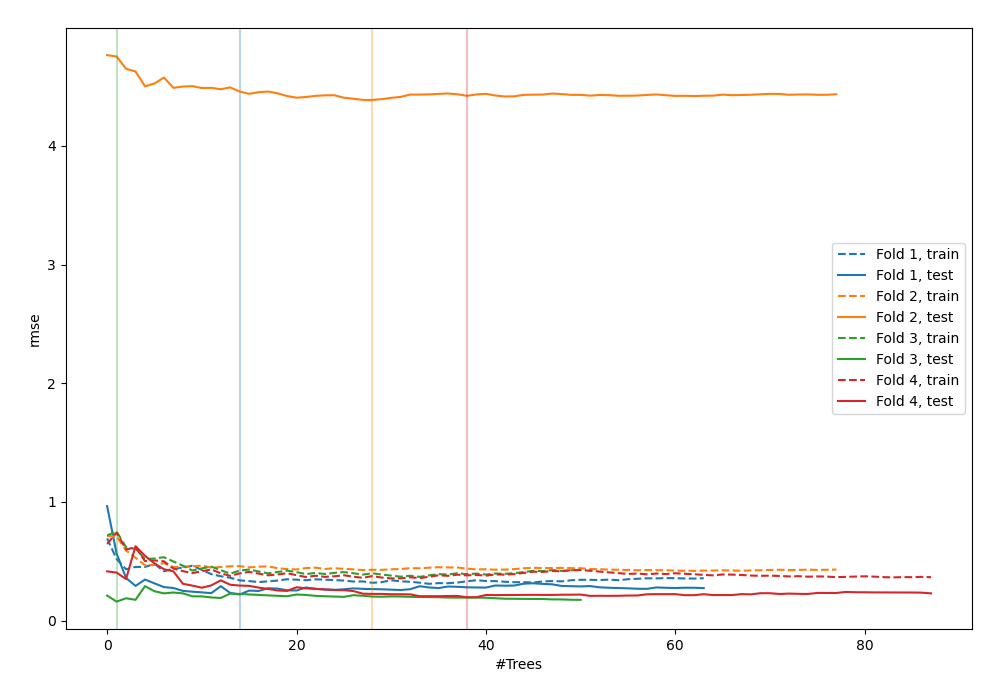 rmse
4
3
2
1
0
0
20
40
60
80
#Trees
Fold 1, train
Fold 1, test
Fold 2, train
Fold 2, test
Fold 3, train
Fold 3, test
Fold 4, train
Fold 4, test